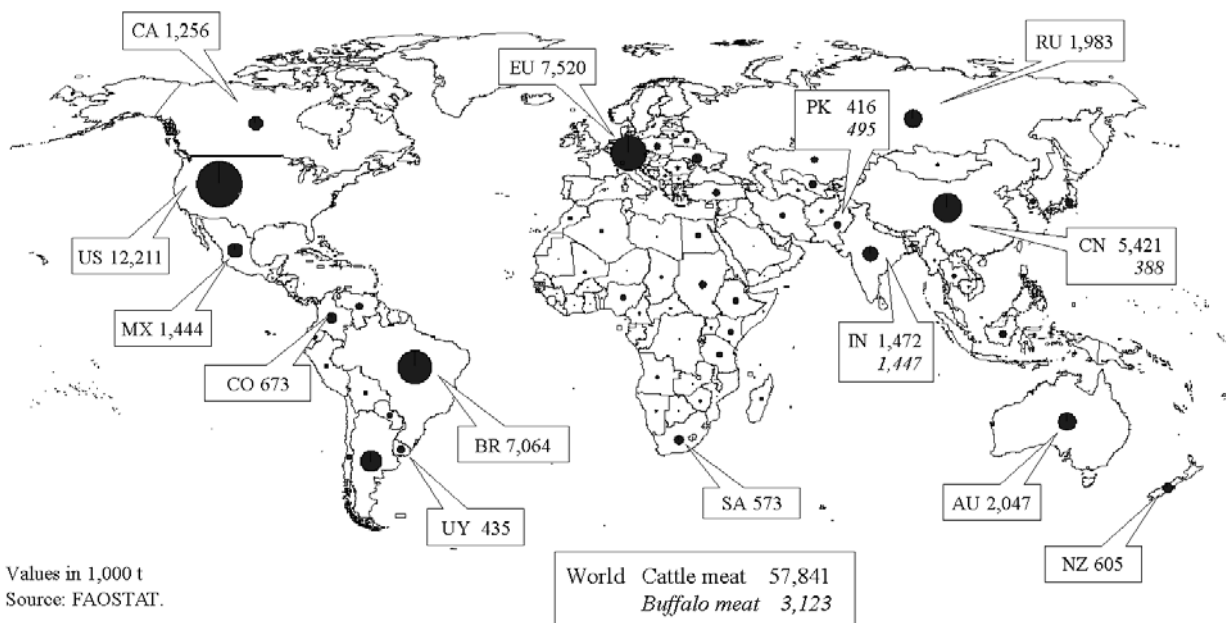 CA 1,256
RU 1,983
EU 7,520
PK 416
495
US 12,211
CN 5,421
388
MX 1,444
IN 1,472
1,447
CO 673
BR 7,064
SA 573
AU 2,047
UY 435
NZ 605
Values in 1,000 t
Source: FAOSTAT.
World Cattle meat 57,841
Buffalo meat 3,123